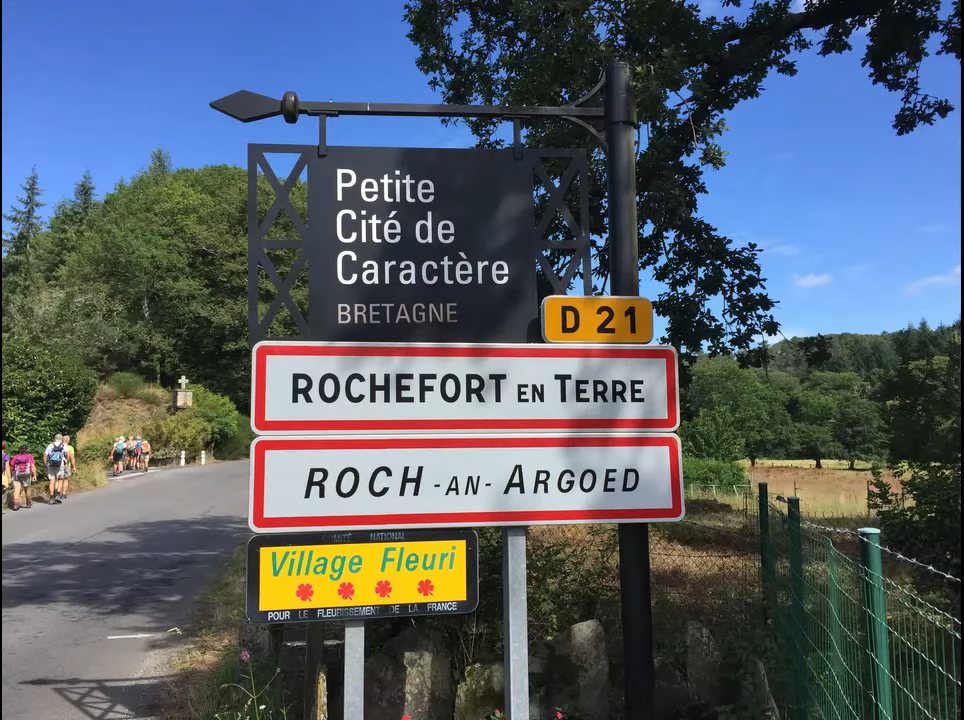 Petite
Cité de
Caractère
BRETAGNE
D 21
ROCHEFORT EN TERRE
ROCH -AN- ARGOED
COMITÉ NATIONAL
Village Fleuri
POUR LE FLEURISSEMENT DE LA FRANCE